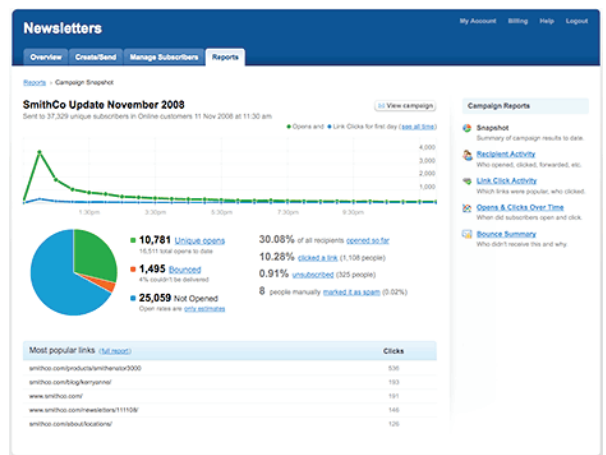 My Account Billing Help Logout
Newsletters
Overview Create/Send Manage Subscribers Reports
Reports › Campaign Snapshot
SmithCo Update November 2008
View campaign
Sent to 37,329 unique subscribers in Online customers 11 Nov 2008 at 11:30 am
Opens and Link Clicks for first day (see all time)
4,000
3,000
2,000
1,000
1:30pm 3:30pm 5:30pm 7:30pm 9:30pm
10,781 Unique opens
16,511 total opens to date
1,495 Bounced
4% couldn't be delivered
25,059 Not Opened
Open rates are only estimates
30.08% of all recipients opened so far
10.28% clicked a link (1,108 people)
0.91% unsubscribed (325 people)
8 people manually marked it as spam (0.02%)
Most popular links (full report) Clicks
smithco.com/products/smithenator3000 536
smithco.com/blog/kerryanne/ 193
www.smithco.com/ 191
www.smithco.com/newsletters/111108/ 146
smithco.com/about/locations/ 126
Campaign Reports
Snapshot
Summary of campaign results to date.
Recipient Activity
Who opened, clicked, forwarded, etc.
Link Click Activity
Which links were popular, who clicked.
Opens & Clicks Over Time
When did subscribers open and click.
Bounce Summary
Who didn't receive this and why.